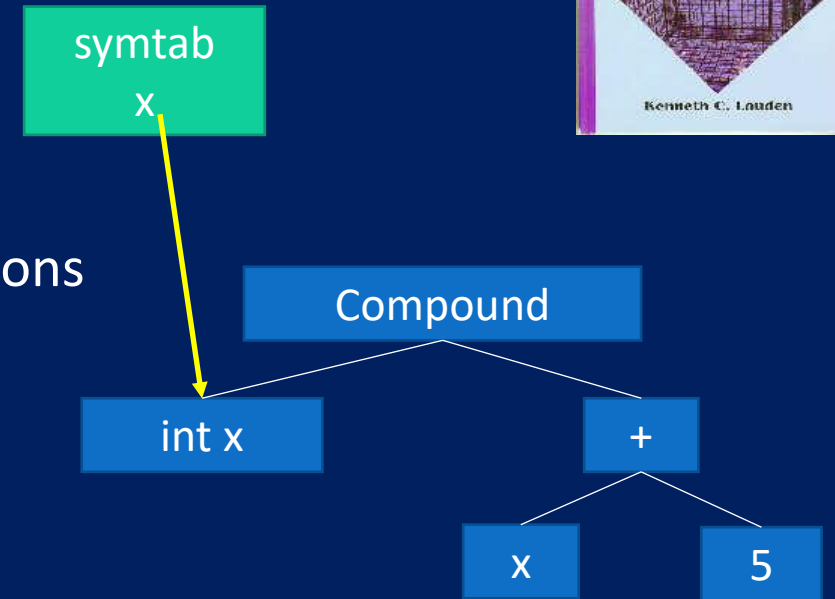 symtab
x
Kenneth C. Louden
ons
Compound
int x
+
x
5